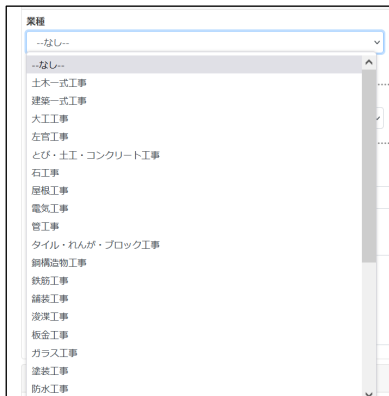 業種
--なし--
--なし--
土木一式工事
建築一式工事
大工工事
左官工事
とび・土工・コンクリート工事
石工事
屋根工事
電気工事
管工事
タイル・れんが・ブロック工事
鋼構造物工事
鉄筋工事
舗装工事
浚渫工事
板金工事
ガラス工事
塗装工事
防水工事